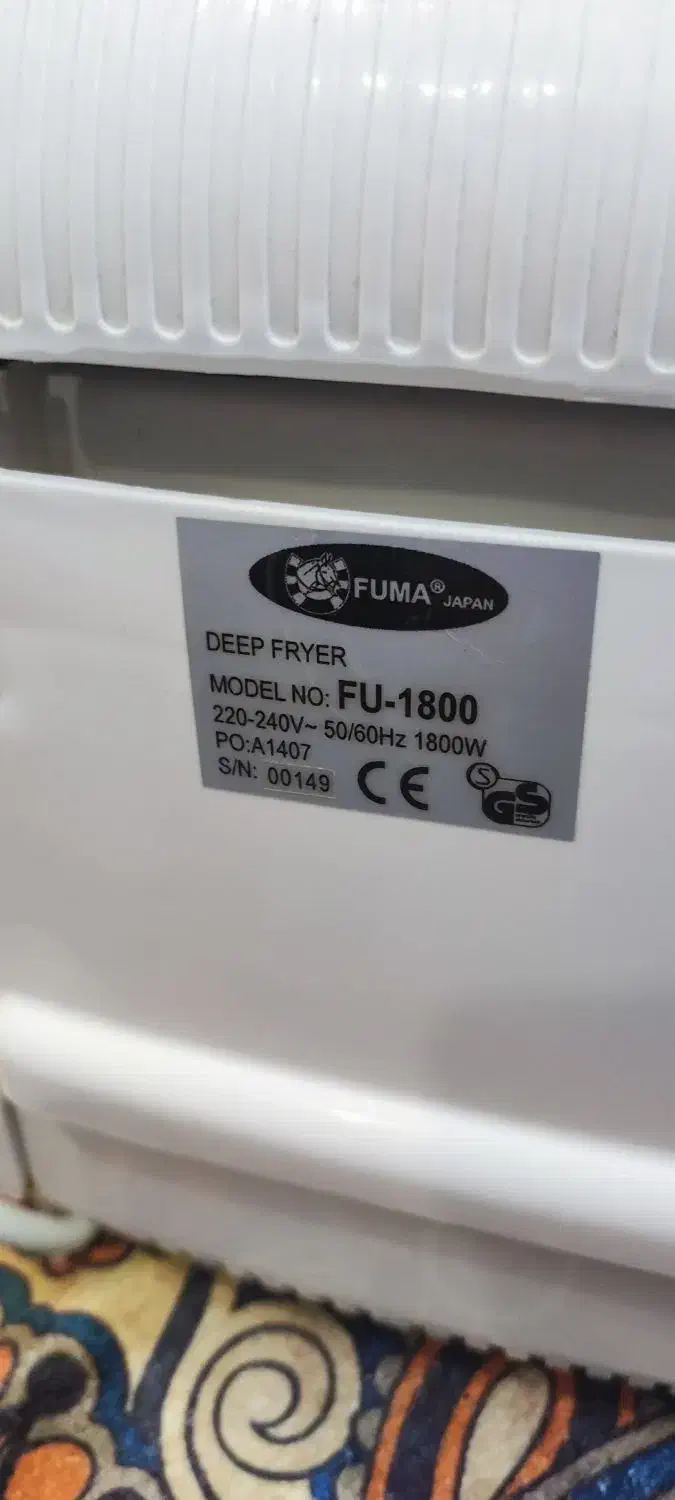 FUMA® JAPAN
DEEP FRYER
MODEL NO: FU-1800
220-240V~ 50/60Hz 1800W
PO:A1407
S/N: 00149
CE
S
GS